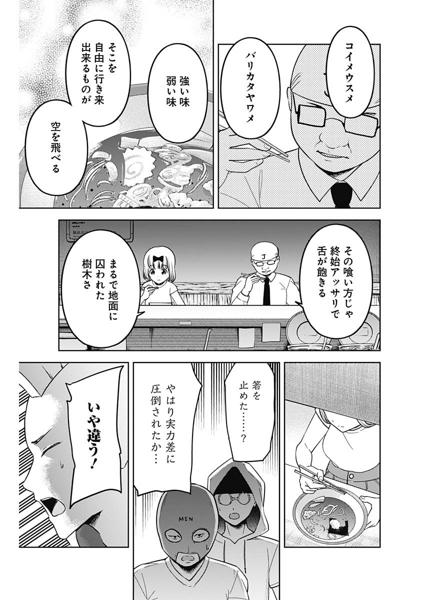 コイメウスメ
バリカタヤワメ
強い味
弱い味
そこを
自由に行き来
出来るものが
空を飛べる
その喰い方じゃ
終始アッサリで
舌が飽きる
まるで地面に
囚われた
樹木さ
箸を
止めた……?
やはり実力差に
圧倒されたか…
MEN
いや違う!